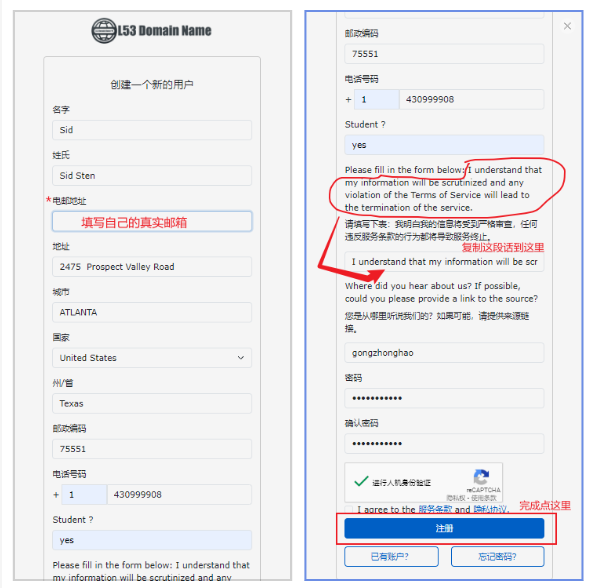 L53 Domain Name
创建一个新的用户
名字
Sid
姓氏
Sid Sten
*电邮地址
填写自己的真实邮箱
地址
2475 Prospect Valley Road
城市
ATLANTA
国家
United States
州/首
Texas
邮政编码
75551
电话号码
+ 1 430999908
Student ?
yes
Please fill in the form below: I understand that
my information will be scrutinized and any
邮政编码
75551
电话号码
+ 1 430999908
Student ?
yes
Please fill in the form below: I understand that
my information will be scrutinized and any
violation of the Terms of Service will lead to
the termination of the service.
请填写下表：我明白我的信息将受到严格审查，任何
违反服务条款的行为都将导致服务终止。
复制这段话到这里
I understand that my information will be scr
Where did you hear about us? If possible,
could you please provide a link to the source?
您是从哪里听说我们的？如果可能，请提供来源链
接。
gongzhonghao
密码
•••••••••••
确认密码
•••••••••••
进行人机身份验证
reCAPTCHA
隐私权 - 使用条款
完成点这里
I agree to the 服务条款 and 隐私协议.
注册
已有账户?
忘记密码?